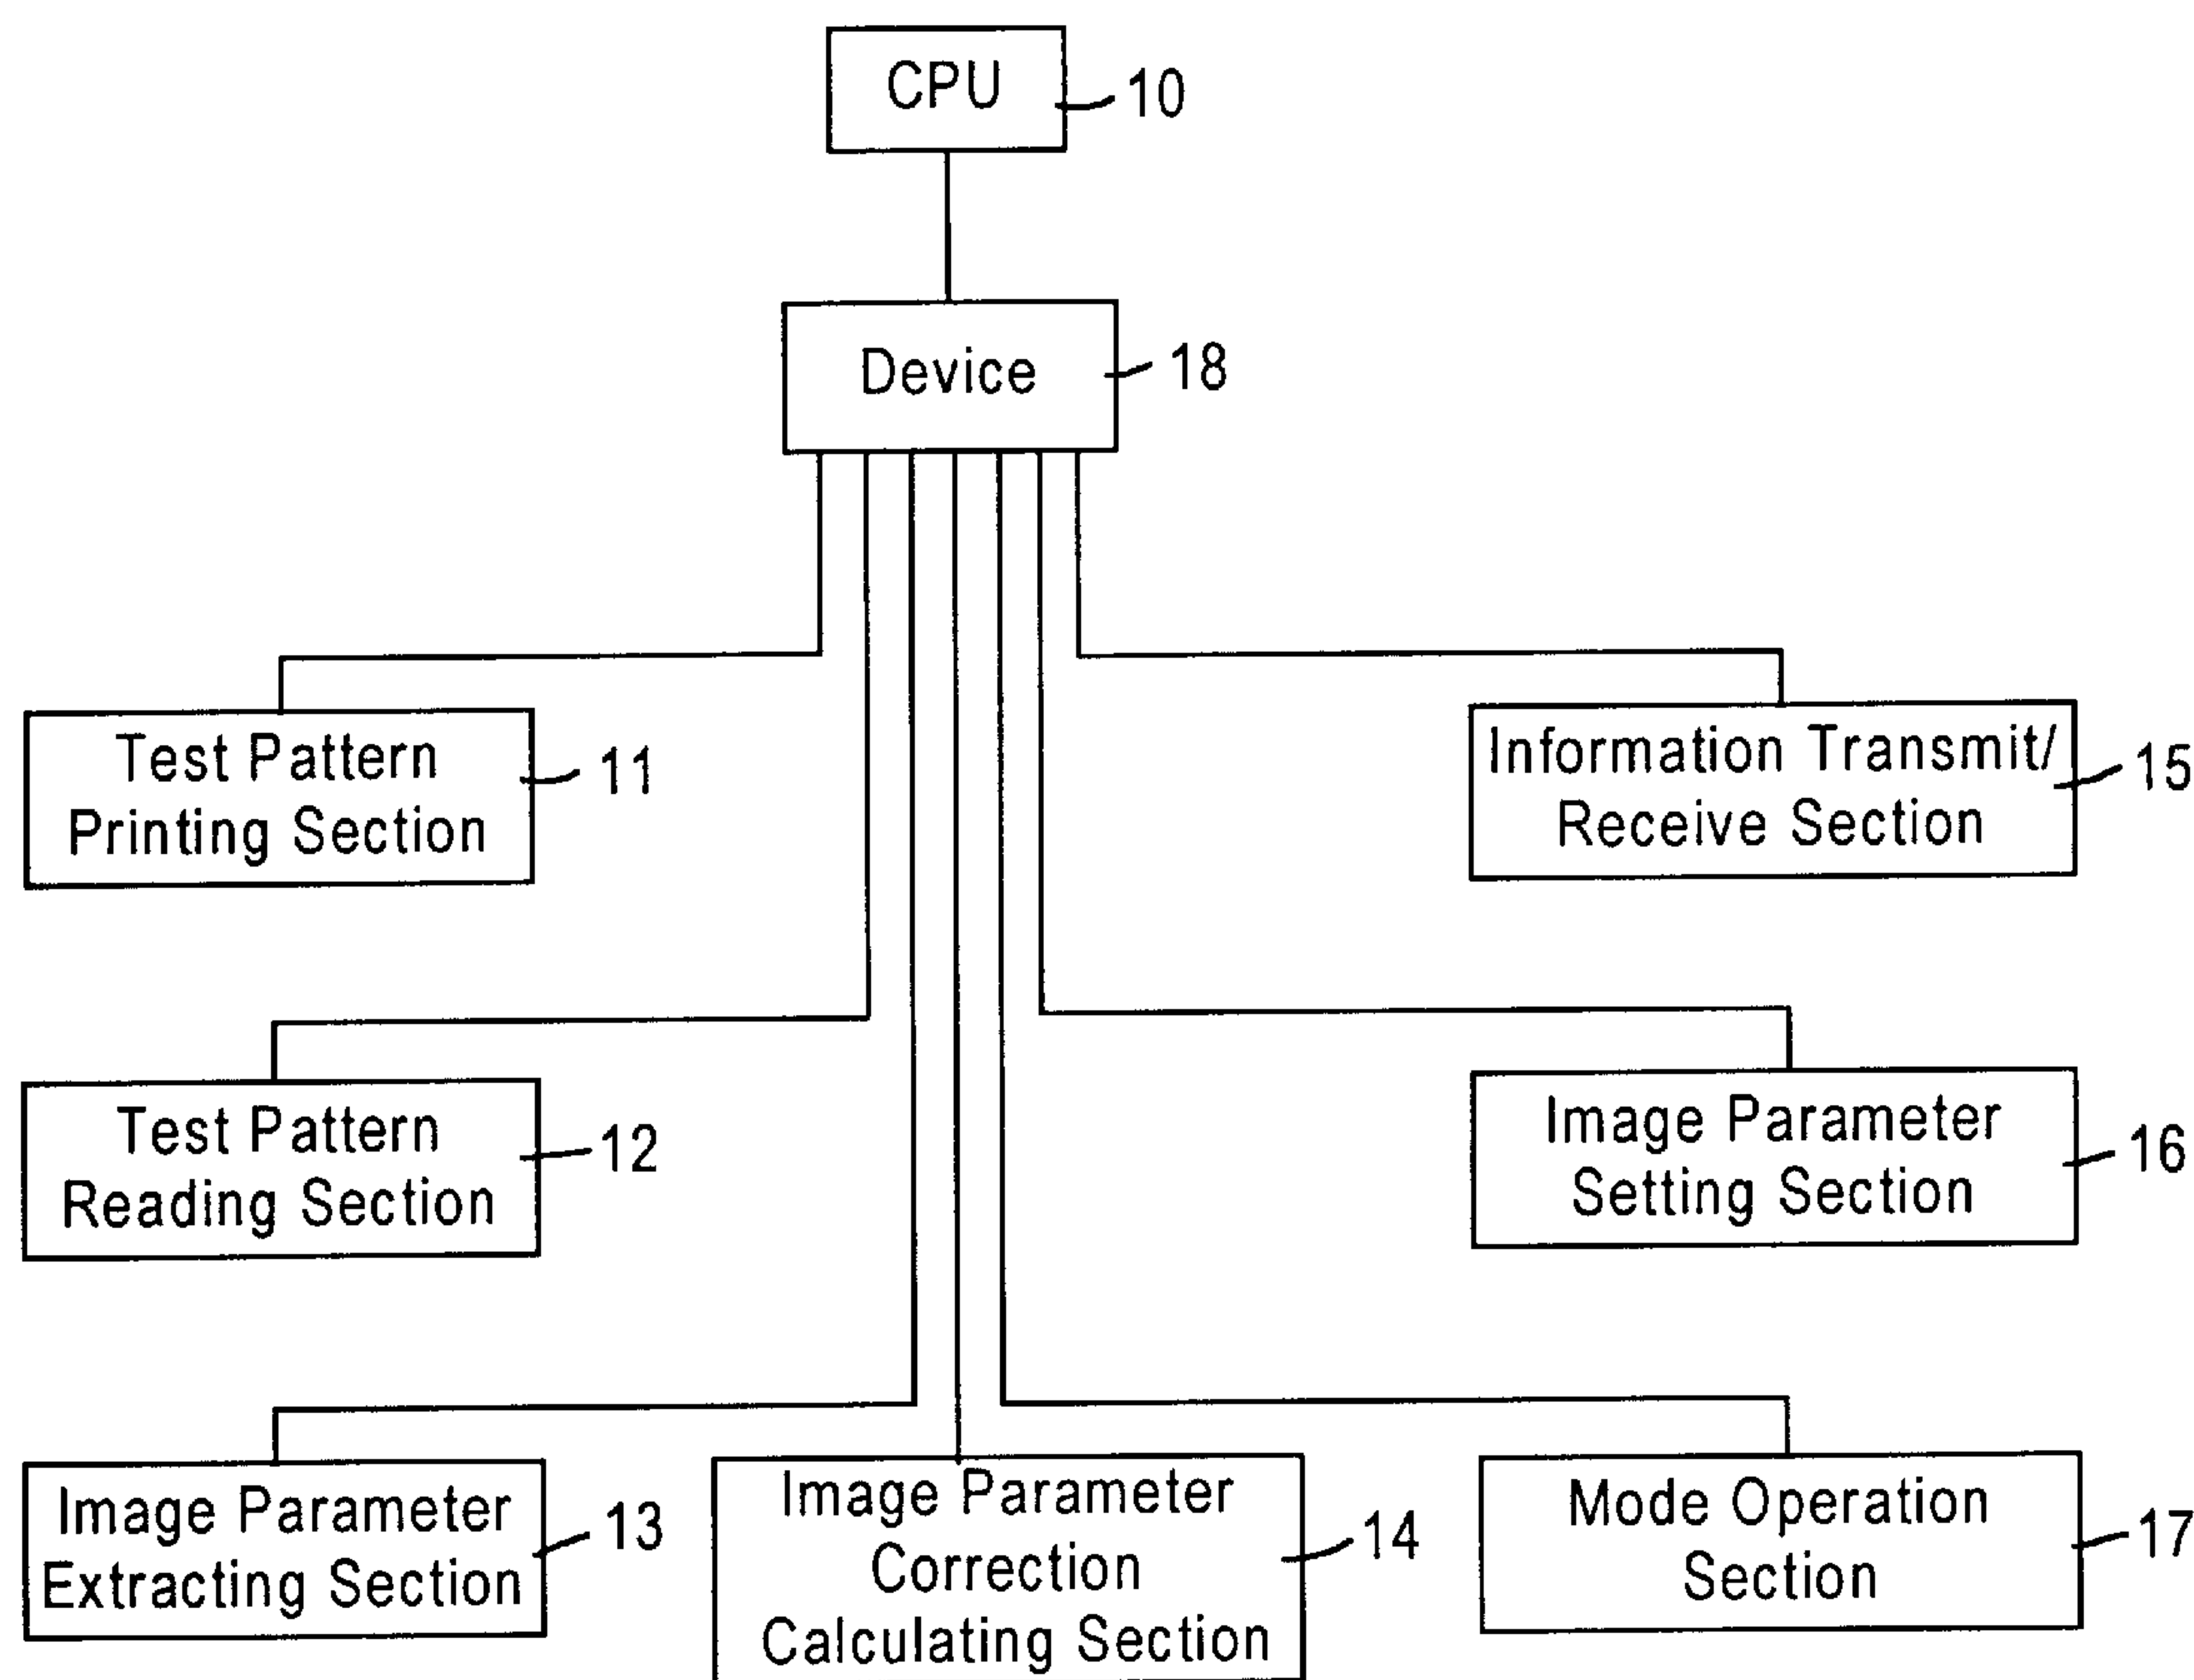 CPU
10
Device
18
Test Pattern
Printing Section
11
Information Transmit/
Receive Section
15
Test Pattern
Reading Section
12
Image Parameter
Setting Section
16
Image Parameter
Extracting Section
13
Image Parameter
Correction
Calculating Section
14
Mode Operation
Section
17